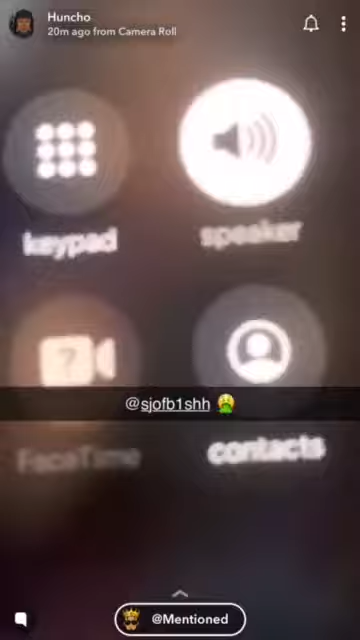 Huncho
20m ago from Camera Roll
keypad
speaker
@sjofb1shh
FaceTime
contacts
@Mentioned